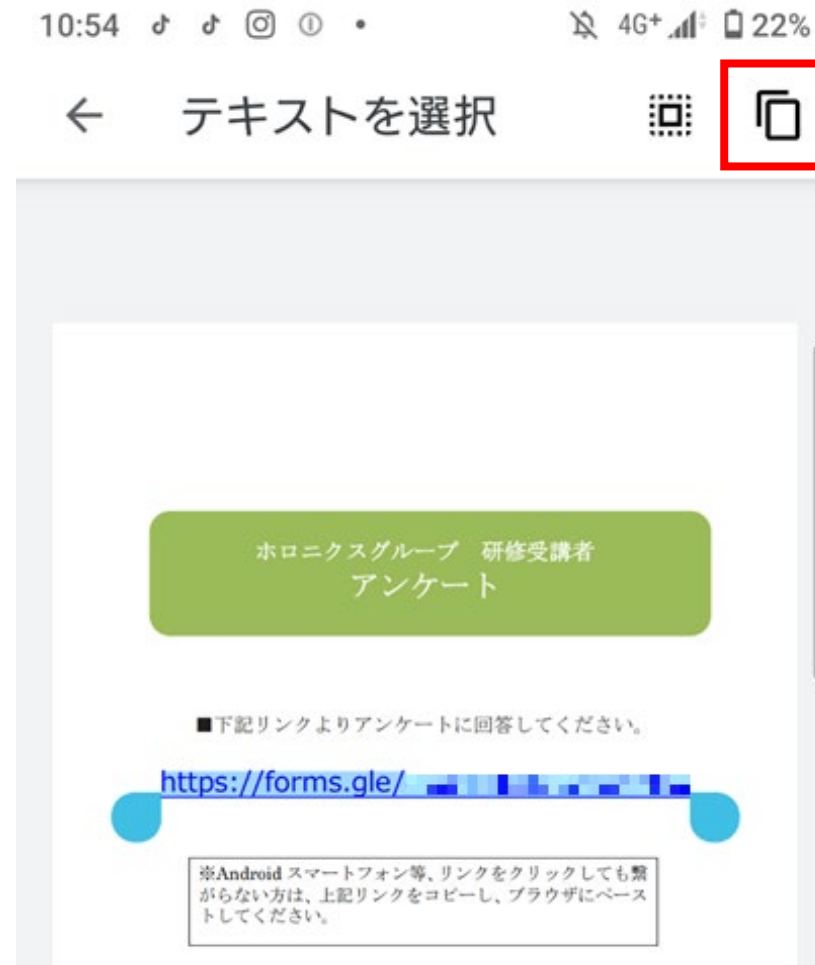 10:54 4G+ 22%
テキストを選択
ホロニクスグループ 研修受講者
アンケート
■下記リンクよりアンケートに回答してください。
https://forms.gle/
※Android スマートフォン等、リンクをクリックしても繋
がらない方は、上記リンクをコピーし、ブラウザにペース
トしてください。